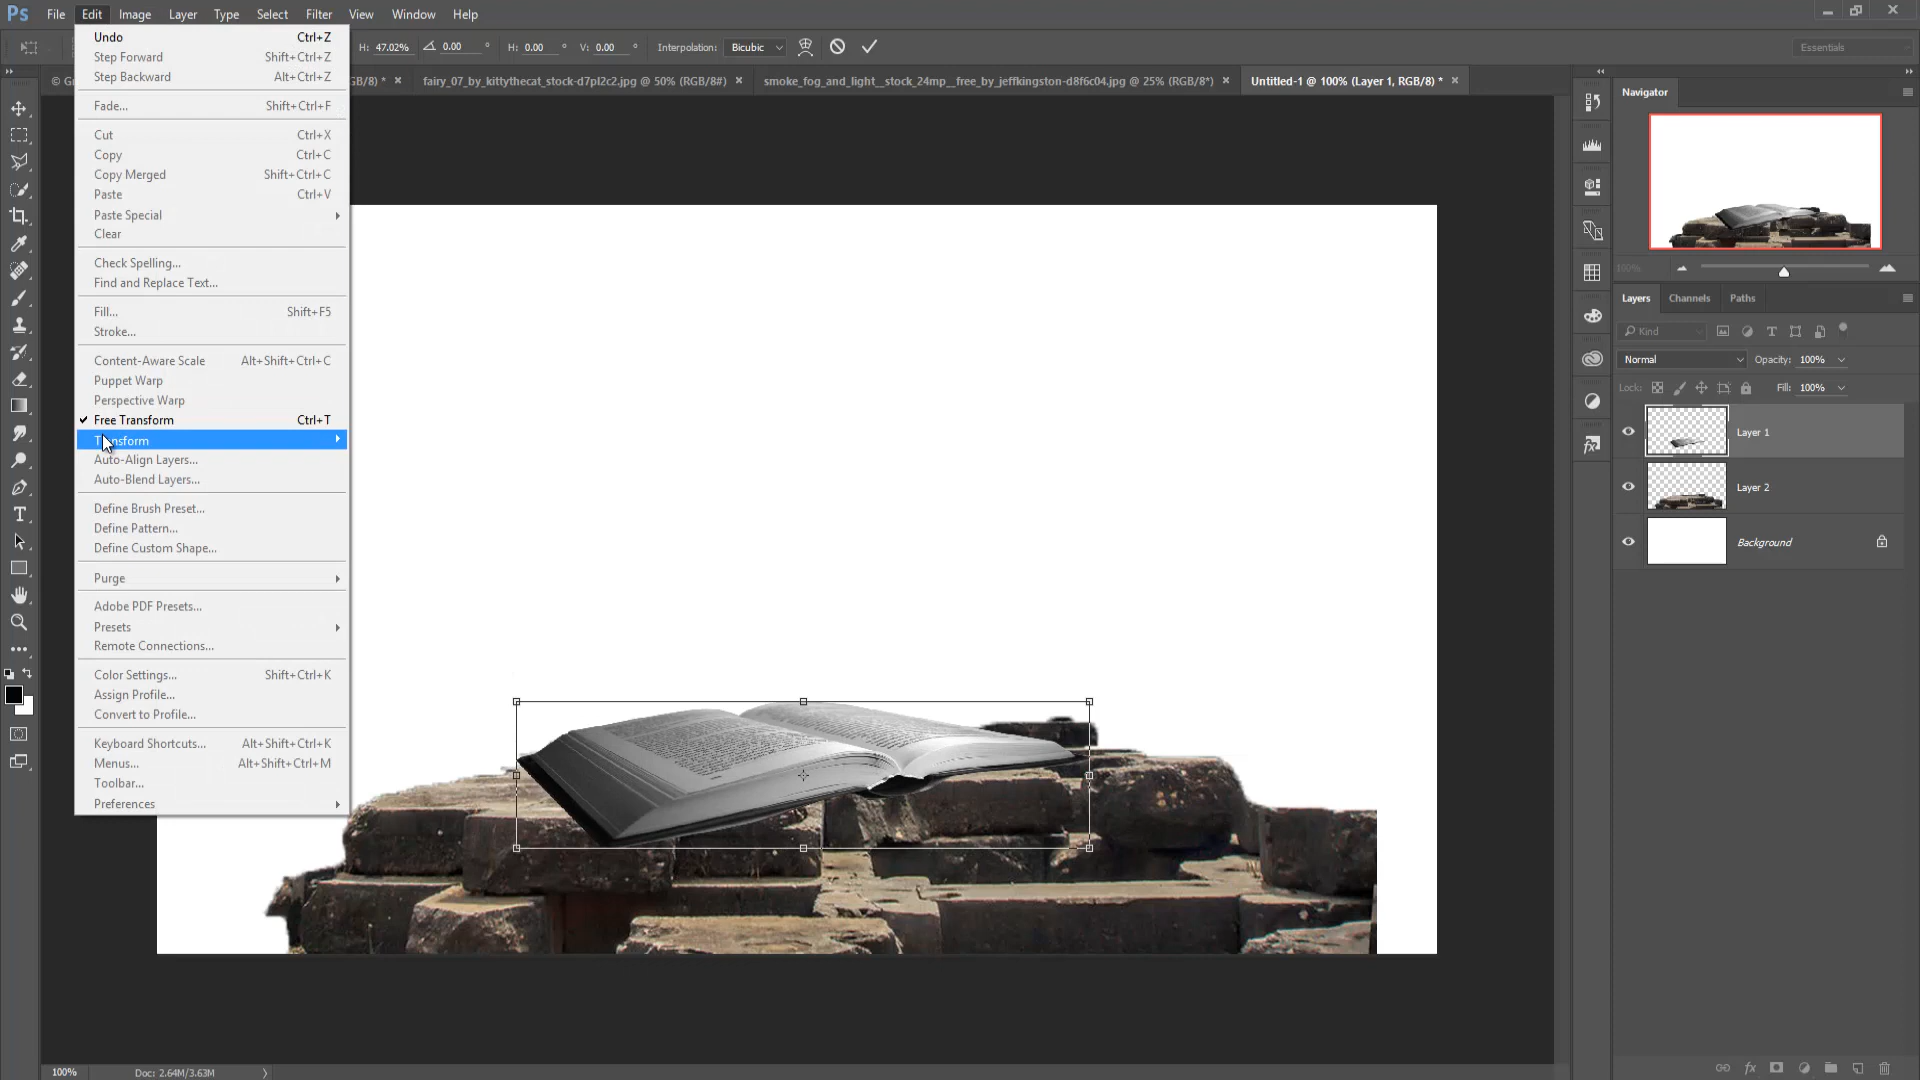 Ps File Edit Image Layer Type Select Filter View Window Help
H: 47.02% 0.00 ° H: 0.00 ° V: 0.00 ° Interpolation: Bicubic Essentials
RGB/8) * × fairy_07_by_kittythecat_stock-d7pl2c2.jpg @ 50% (RGB/8#) × smoke_fog_and_light__stock_24mp__free_by_jeffkingston-d8f6c04.jpg @ 25% (RGB/8*) × Untitled-1 @ 100% (Layer 1, RGB/8) * ×
Undo Ctrl+Z
Step Forward Shift+Ctrl+Z
Step Backward Alt+Ctrl+Z
Fade... Shift+Ctrl+F
Cut Ctrl+X
Copy Ctrl+C
Copy Merged Shift+Ctrl+C
Paste Ctrl+V
Paste Special
Clear
Check Spelling...
Find and Replace Text...
Fill... Shift+F5
Stroke...
Content-Aware Scale Alt+Shift+Ctrl+C
Puppet Warp
Perspective Warp
Free Transform Ctrl+T
Transform
Auto-Align Layers...
Auto-Blend Layers...
Define Brush Preset...
Define Pattern...
Define Custom Shape...
Purge
Adobe PDF Presets...
Presets
Remote Connections...
Color Settings... Shift+Ctrl+K
Assign Profile...
Convert to Profile...
Keyboard Shortcuts... Alt+Shift+Ctrl+K
Menus... Alt+Shift+Ctrl+M
Toolbar...
Preferences
Navigator
100%
Layers Channels Paths
Kind
Normal Opacity: 100%
Lock: Fill: 100%
Layer 1
Layer 2
Background
100% Doc: 2.64M/3.63M